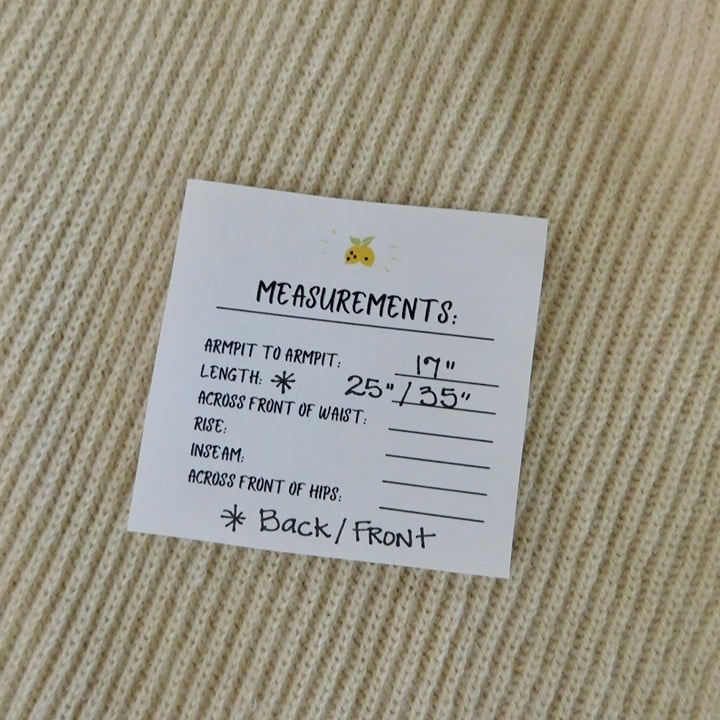 MEASUREMENTS:
ARMPIT TO ARMPIT: 17"
LENGTH: * 25"/35"
ACROSS FRONT OF WAIST:
RISE:
INSEAM:
ACROSS FRONT OF HIPS:
* Back/FRONT